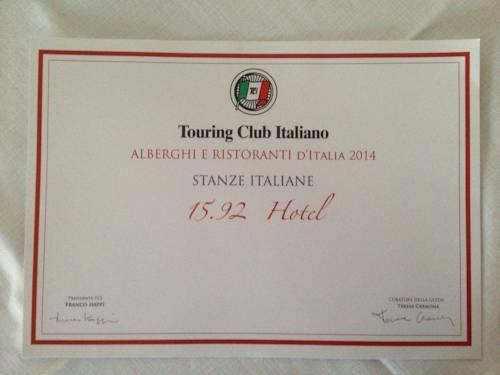 TCI
Touring Club Italiano
ALBERGHI E RISTORANTI D'ITALIA 2014
STANZE ITALIANE
15.92 Hotel
PRESIDENTE TCI
FRANCO ISEPPI
CURATORE DELLA GUIDA
TERESA CREMONA